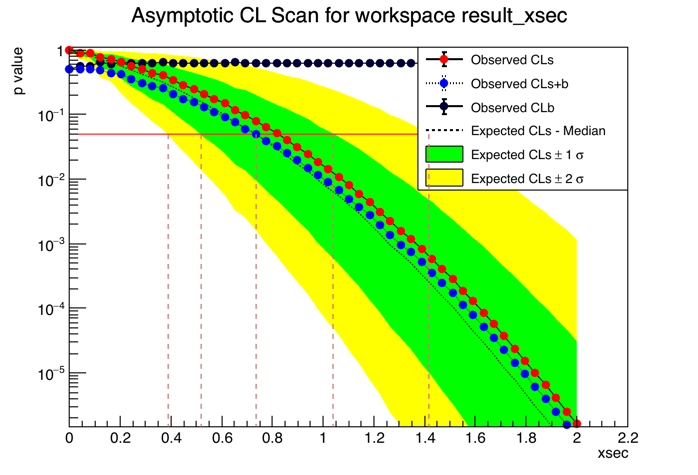 Asymptotic CL Scan for workspace result_xsec
p value
1
10⁻¹
10⁻²
10⁻³
10⁻⁴
10⁻⁵
Observed CLs
Observed CLs+b
Observed CLb
Expected CLs - Median
Expected CLs ± 1 σ
Expected CLs ± 2 σ
0 0.2 0.4 0.6 0.8 1 1.2 1.4 1.6 1.8 2 2.2
xsec